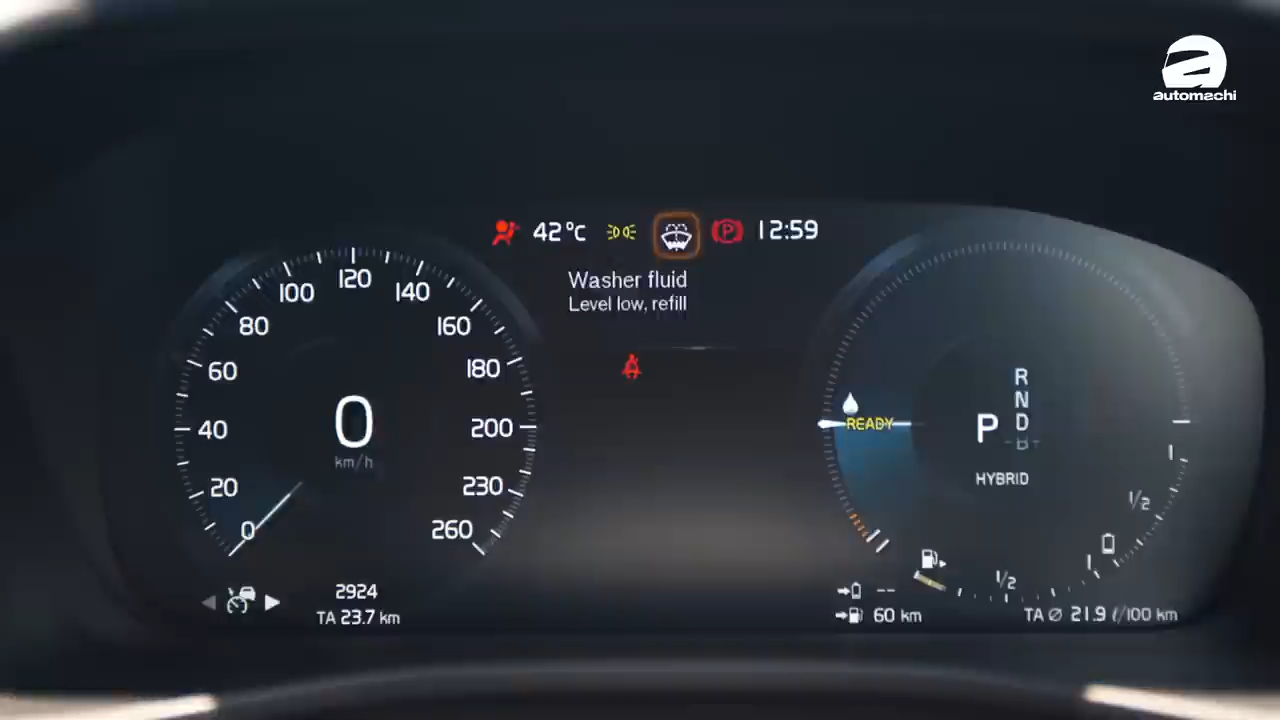 automachi
42°C
P
12:59
Washer fluid
Level low, refill
0
20
40
60
80
100
120
140
160
180
200
230
260
0
km/h
2924
TA 23.7 km
READY
R
N
D
B
P
HYBRID
1
1/2
1
1/2
--
60 km
TA Ø 21.9 ℓ/100 km